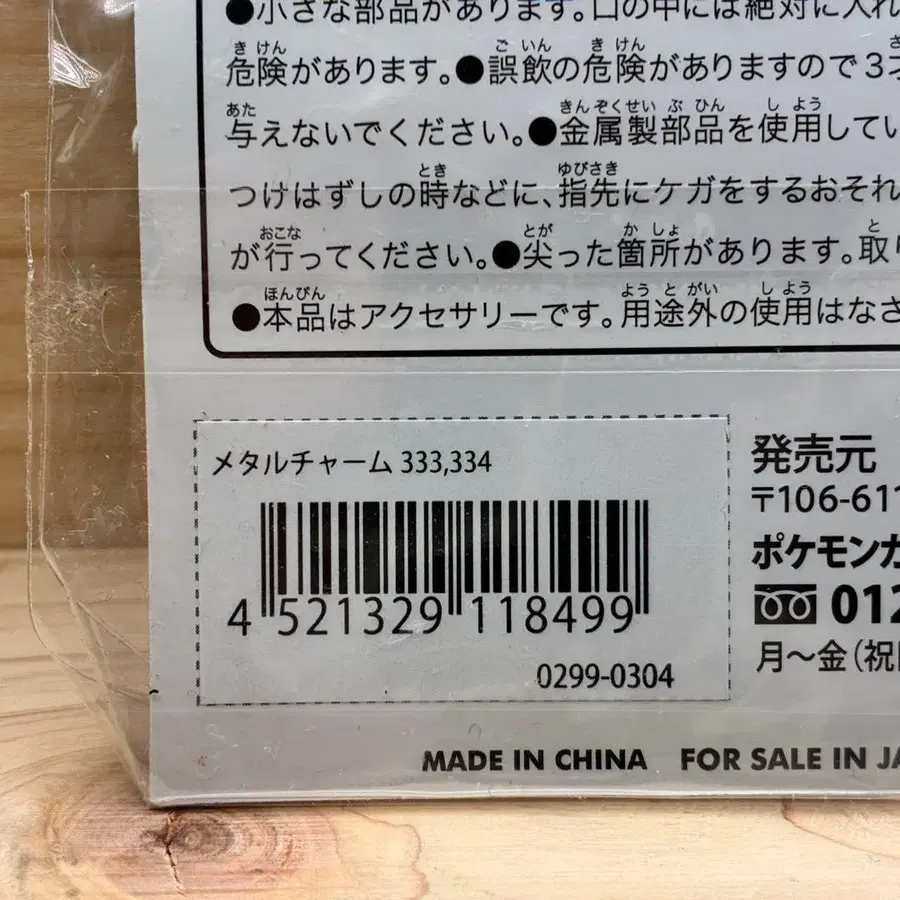 ●小さな部品があります。口の中には絶対に入れ
危険があります。●誤飲の危険がありますので3才
与えないでください。●金属製部品を使用してい
つけはずしの時などに、指先にケガをするおそれ
が行ってください。●尖った箇所があります。取り
●本品はアクセサリーです。用途外の使用はなさ
メタルチャーム 333,334
4 521329 118499
0299-0304
発売元
〒106-611
ポケモンカ
012
月〜金(祝
MADE IN CHINA FOR SALE IN JA